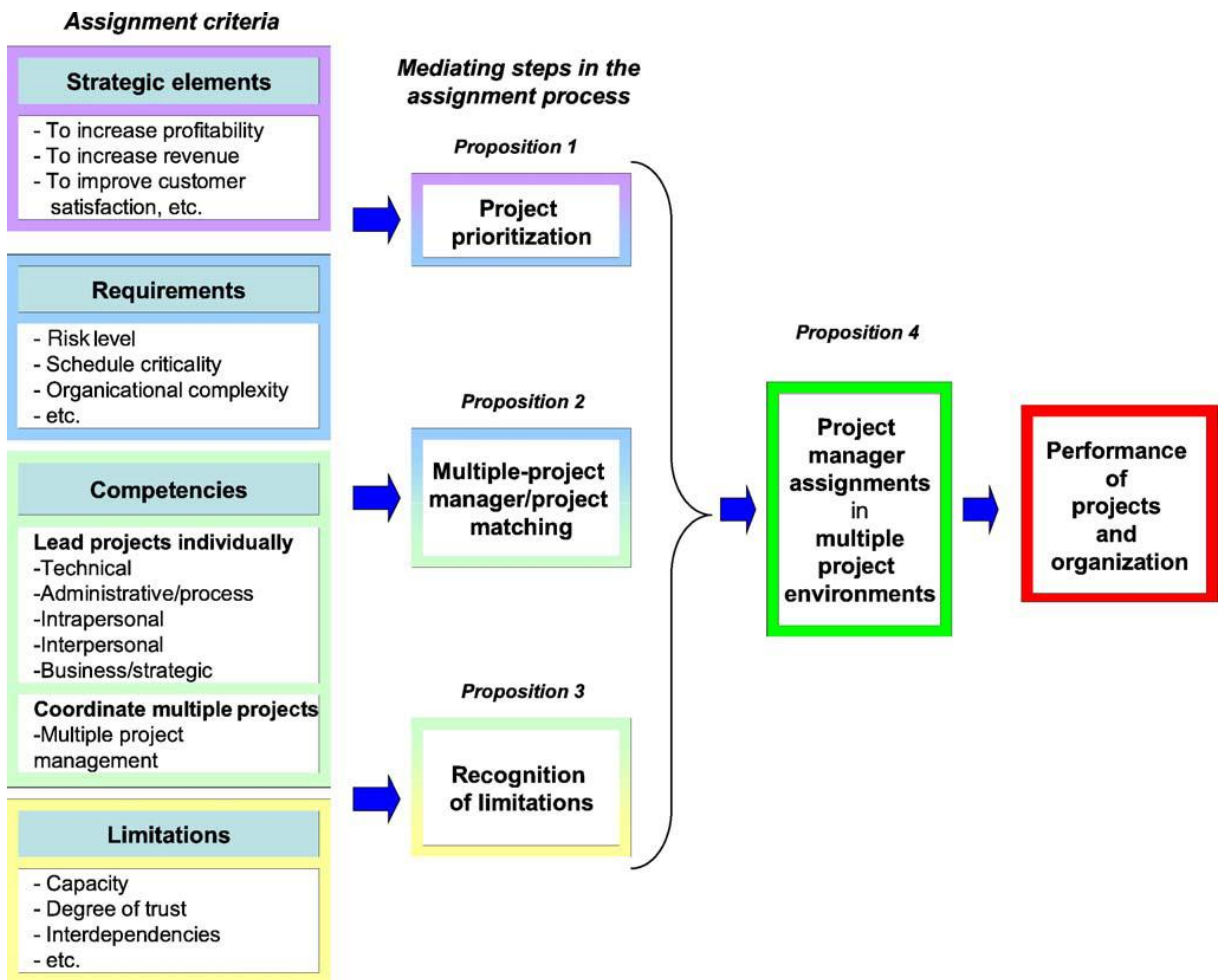 Assignment criteria
Strategic elements
- To increase profitability
- To increase revenue
- To improve customer
satisfaction, etc.
Requirements
- Risk level
- Schedule criticality
- Organicational complexity
- etc.
Competencies
Lead projects individually
-Technical
-Administrative/process
-Intrapersonal
-Interpersonal
-Business/strategic
Coordinate multiple projects
-Multiple project
management
Limitations
- Capacity
- Degree of trust
- Interdependencies
- etc.
Mediating steps in the
assignment process
Proposition 1
Project
prioritization
Proposition 2
Multiple-project
manager/project
matching
Proposition 3
Recognition
of limitations
Proposition 4
Project
manager
assignments
in
multiple
project
environments
Performance
of
projects
and
organization